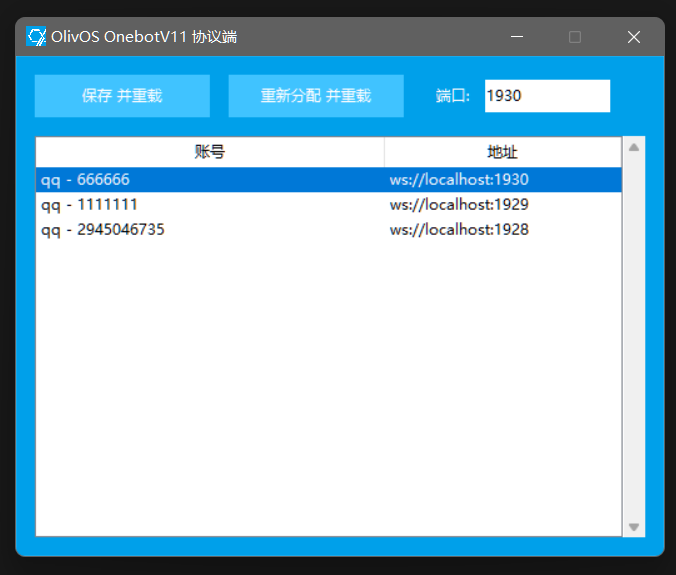 OlivOS OnebotV11 协议端
保存 并重载 重新分配 并重载 端口: 1930
账号 地址
qq - 666666 ws://localhost:1930
qq - 1111111 ws://localhost:1929
qq - 2945046735 ws://localhost:1928